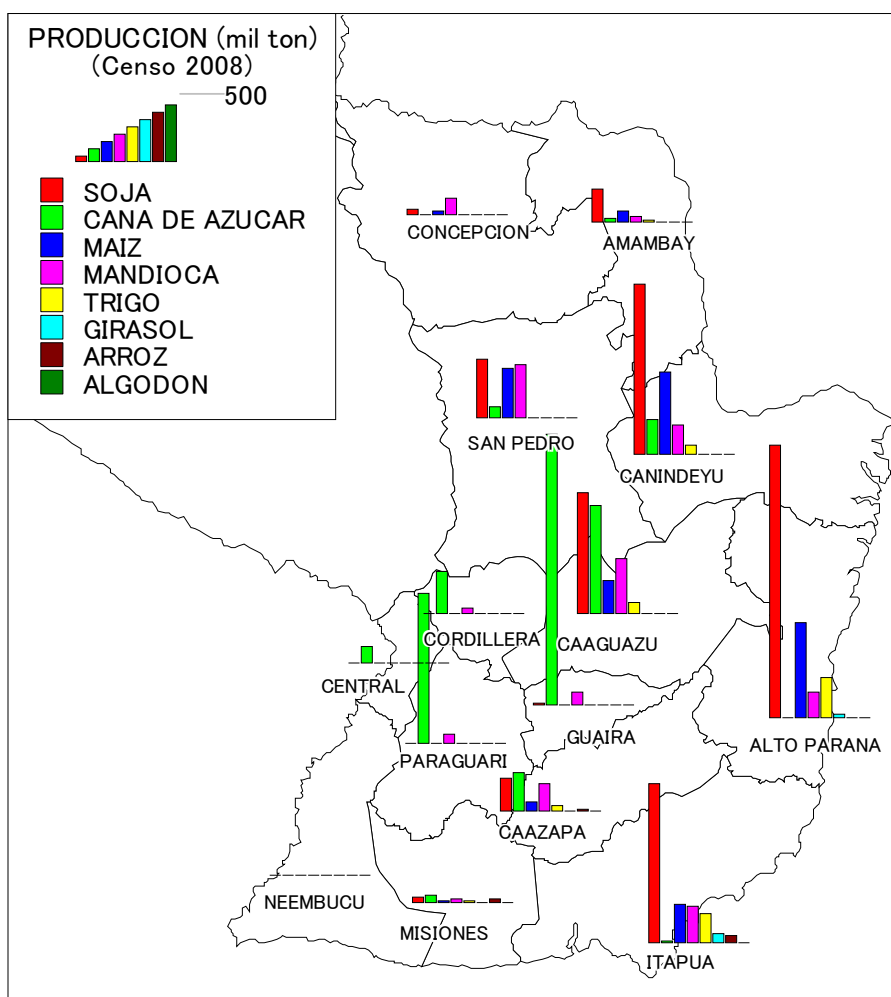 PRODUCCION (mil ton)
(Censo 2008)
500
SOJA
CANA DE AZUCAR
MAIZ
MANDIOCA
TRIGO
GIRASOL
ARROZ
ALGODON
CONCEPCION
AMAMBAY
SAN PEDRO
CANINDEYU
CORDILLERA
CAAGUAZU
CENTRAL
GUAIRA
ALTO PARANA
PARAGUARI
CAAZAPA
NEEMBUCU
MISIONES
ITAPUA